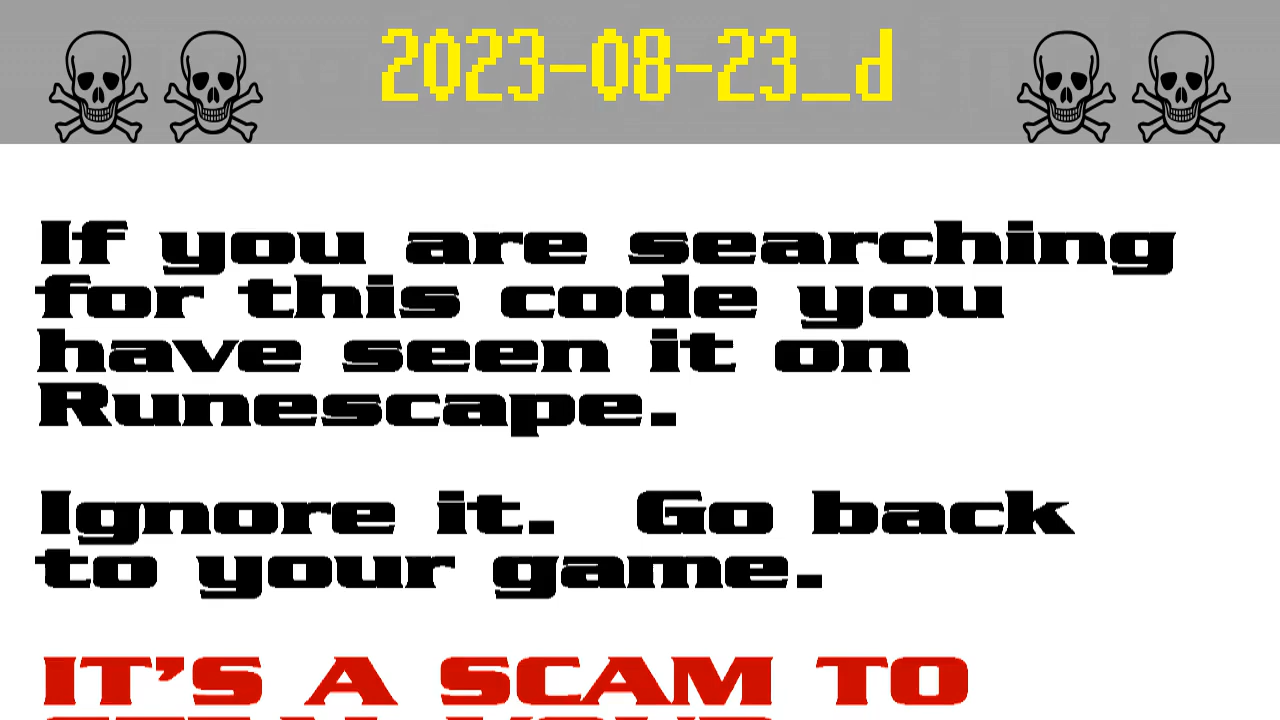 2023-08-23_d
If you are searching
for this code you
have seen it on
Runescape.
Ignore it.  Go back
to your game.
IT'S A SCAM TO